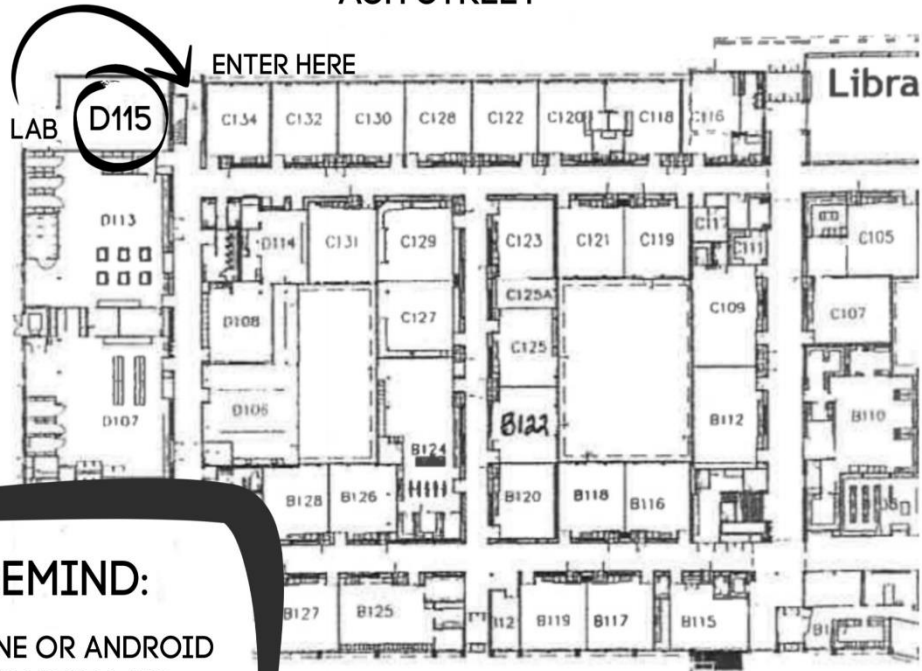 ENTER HERE
LAB
D115
Libra
C134 C132 C130 C128 C122 C120 C118 C116
D113
D114 C131 C129 C123 C121 C119 C111 C105
C125A
D108 C127 C125 C109 C107
D107 D106 B124 B122 B112 B110
B128 B126 B120 B118 B116
B127 B125 B119 B117 B115
EMIND:
NE OR ANDROID